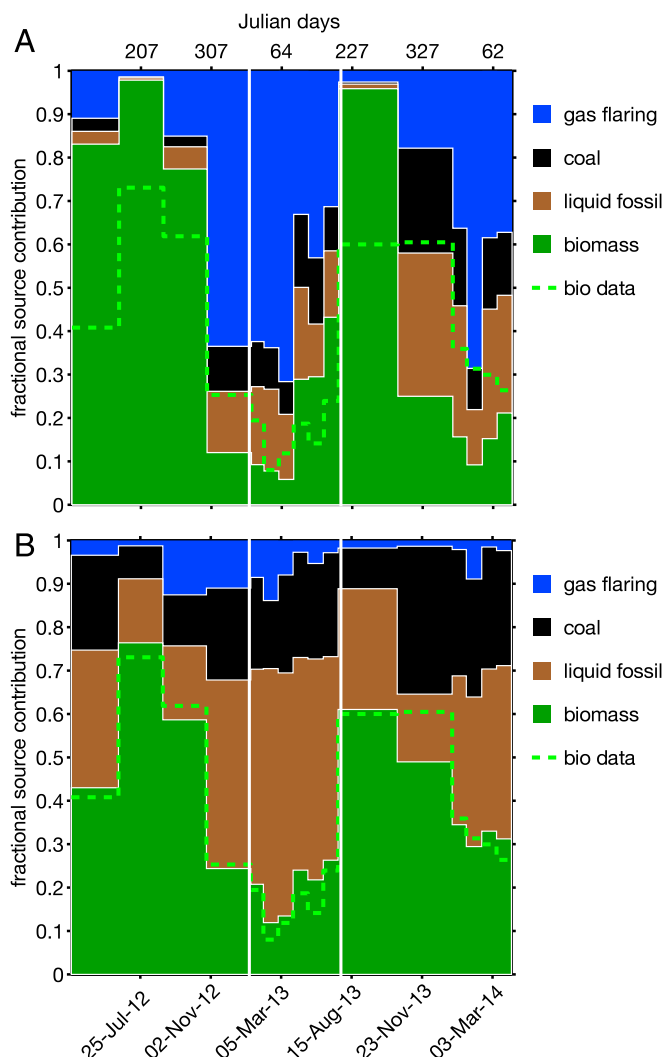 Julian days
A
207 307 64 227 327 62
1
0.9
0.8
0.7
0.6
0.5
0.4
0.3
0.2
0.1
0
fractional source contribution
gas flaring
coal
liquid fossil
biomass
bio data
B
1
0.9
0.8
0.7
0.6
0.5
0.4
0.3
0.2
0.1
0
fractional source contribution
gas flaring
coal
liquid fossil
biomass
bio data
25-Jul-12
02-Nov-12
05-Mar-13
15-Aug-13
23-Nov-13
03-Mar-14